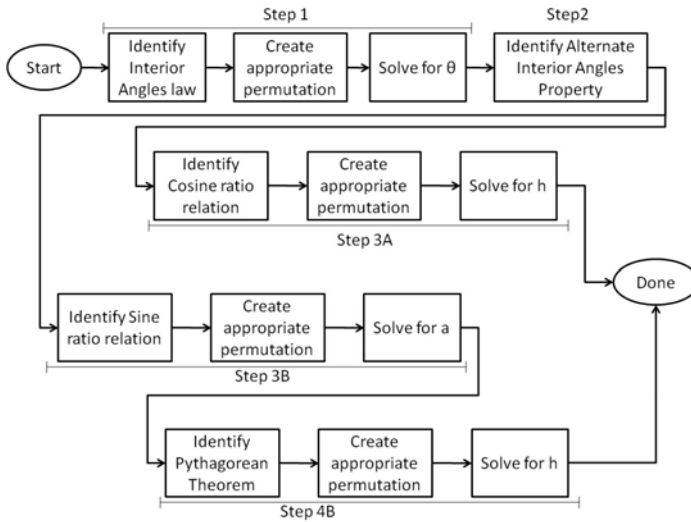 Step 1
Step2
Start
Identify
Interior
Angles law
Create
appropriate
permutation
Solve for θ
Identify Alternate
Interior Angles
Property
Identify
Cosine ratio
relation
Create
appropriate
permutation
Solve for h
Step 3A
Done
Identify Sine
ratio relation
Create
appropriate
permutation
Solve for a
Step 3B
Identify
Pythagorean
Theorem
Create
appropriate
permutation
Solve for h
Step 4B